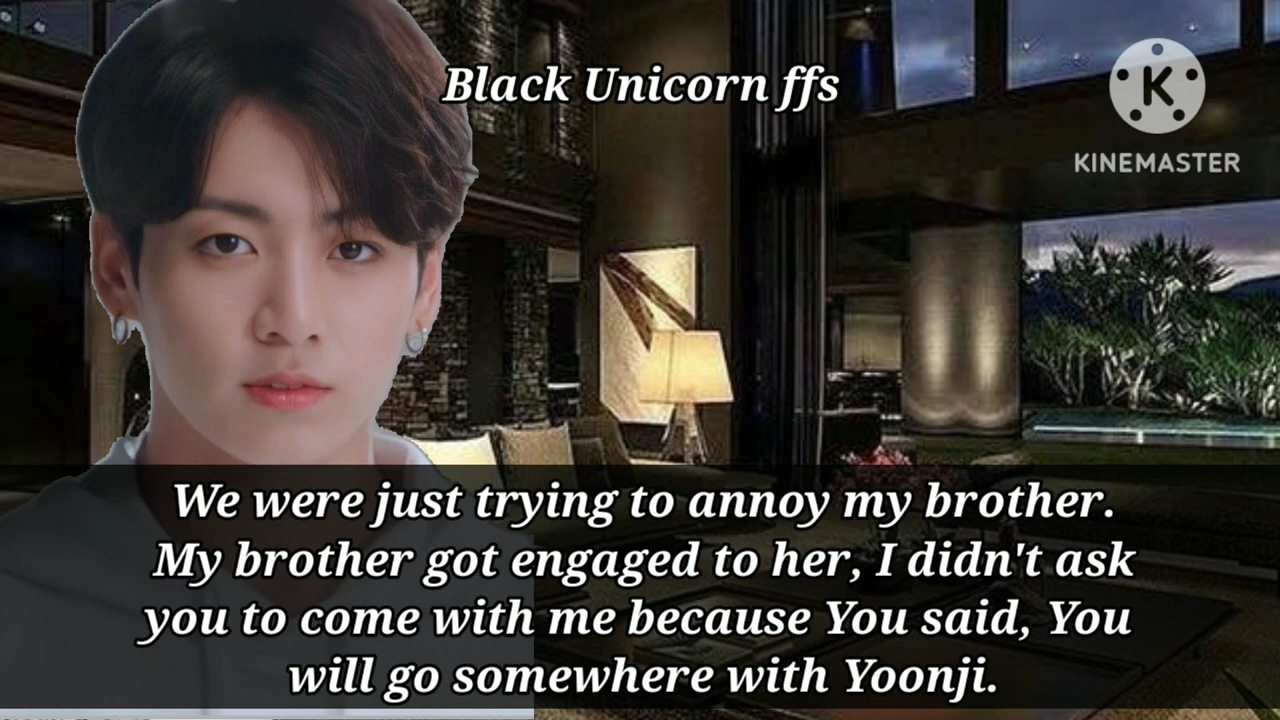 Black Unicorn ffs
K
KINEMASTER
We were just trying to annoy my brother.
My brother got engaged to her, I didn't ask
you to come with me because You said, You
will go somewhere with Yoonji.